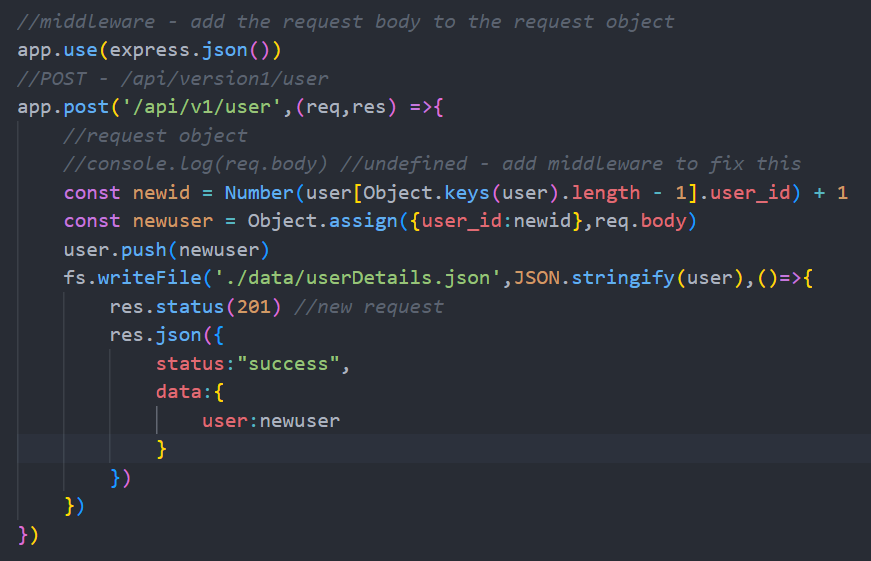 //middleware - add the request body to the request object
app.use(express.json())
//POST - /api/version1/user
app.post('/api/v1/user',(req,res) =>{
//request object
//console.log(req.body) //undefined - add middleware to fix this
const newid = Number(user[Object.keys(user).length - 1].user_id) + 1
const newuser = Object.assign({user_id:newid},req.body)
user.push(newuser)
fs.writeFile('./data/userDetails.json',JSON.stringify(user),()=>{
res.status(201) //new request
res.json({
status:"success",
data:{
user:newuser
}
})
})
})